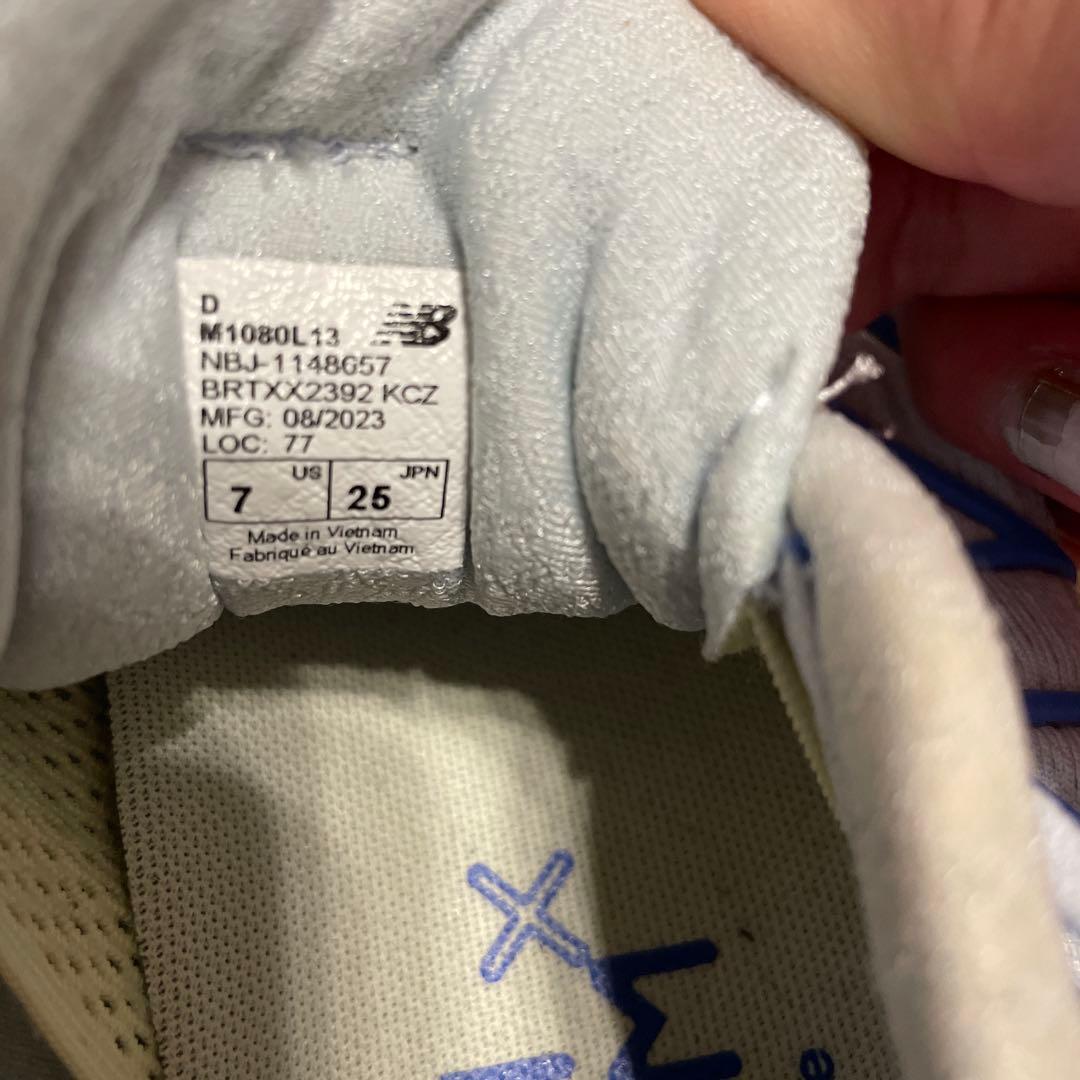 D
M1080L13
NB
NBJ-1148657
BRTXX2392 KCZ
MFG: 08/2023
LOC: 77
US JPN
7 25
Made in Vietnam
Fabriqué au Vietnam